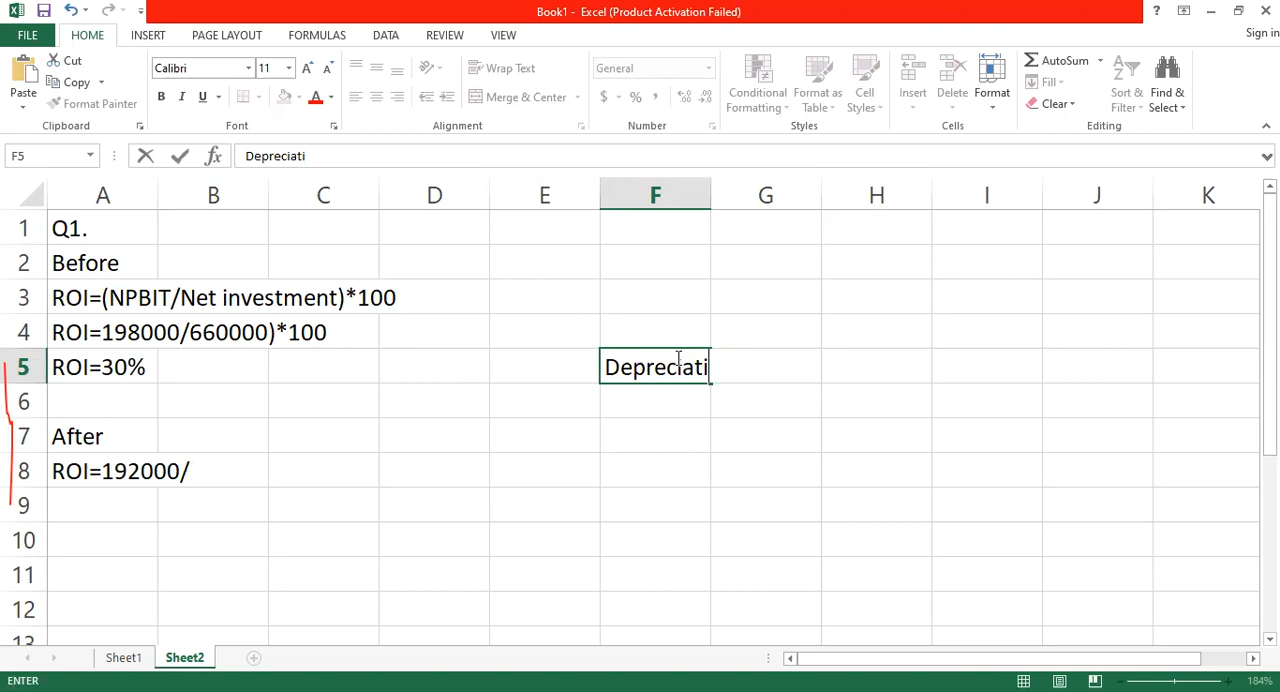 Book1 - Excel (Product Activation Failed)
?
FILE HOME INSERT PAGE LAYOUT FORMULAS DATA REVIEW VIEW Sign in
Paste
Cut
Copy
Format Painter
Clipboard
Calibri 11
B I U
Font
Wrap Text
Merge & Center
Alignment
General
$ % ,
Number
Conditional Formatting
Format as Table
Cell Styles
Styles
Insert Delete Format
Cells
AutoSum
Fill
Clear
Sort & Filter
Find & Select
Editing
F5 fx Depreciati
A B C D E F G H I J K
1 Q1.
2 Before
3 ROI=(NPBIT/Net investment)*100
4 ROI=198000/660000)*100
5 ROI=30% Depreciati
6
7 After
8 ROI=192000/
9
10
11
12
13
Sheet1 Sheet2
ENTER 184%